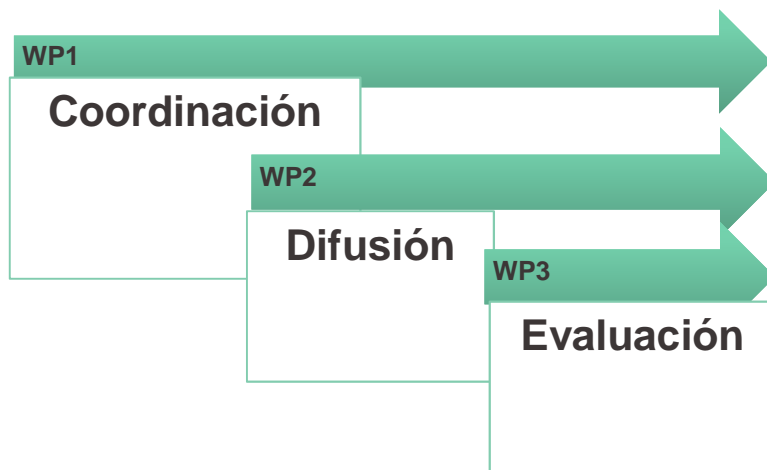 WP1
Coordinación
WP2
Difusión
WP3
Evaluación